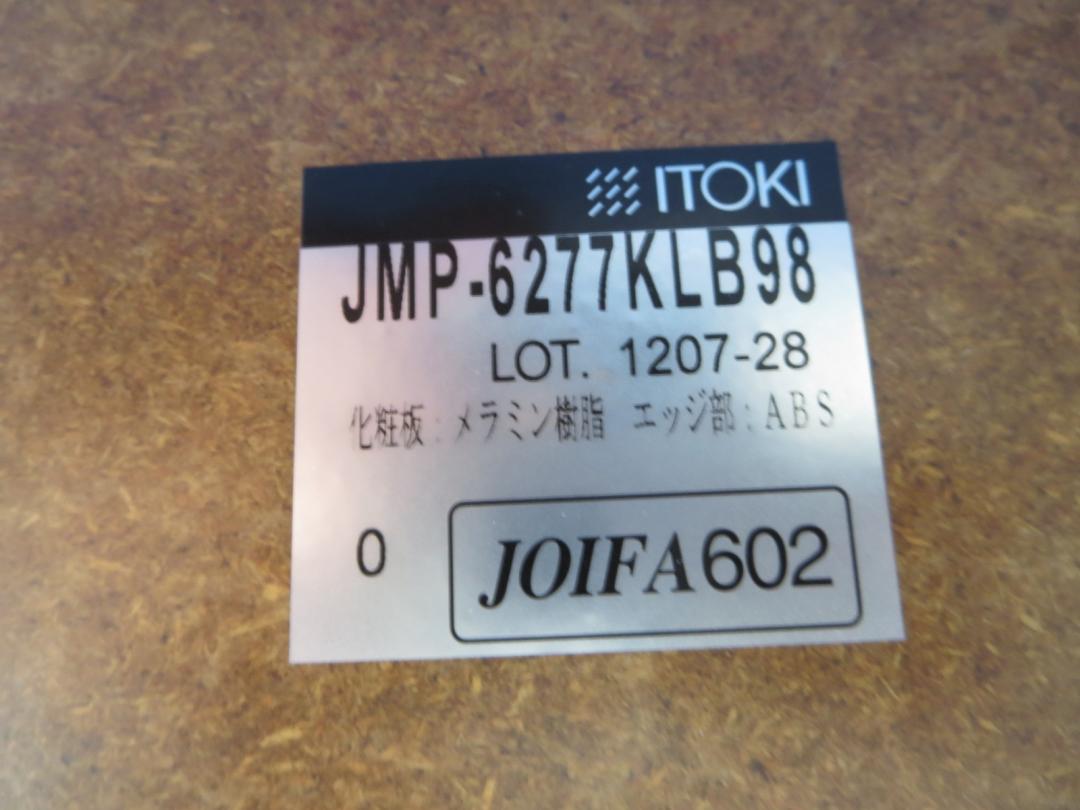 ITOKI
JMP-6277KLB98
LOT. 1207-28
化粧板:メラミン樹脂 エッジ部:ABS
0 JOIFA602